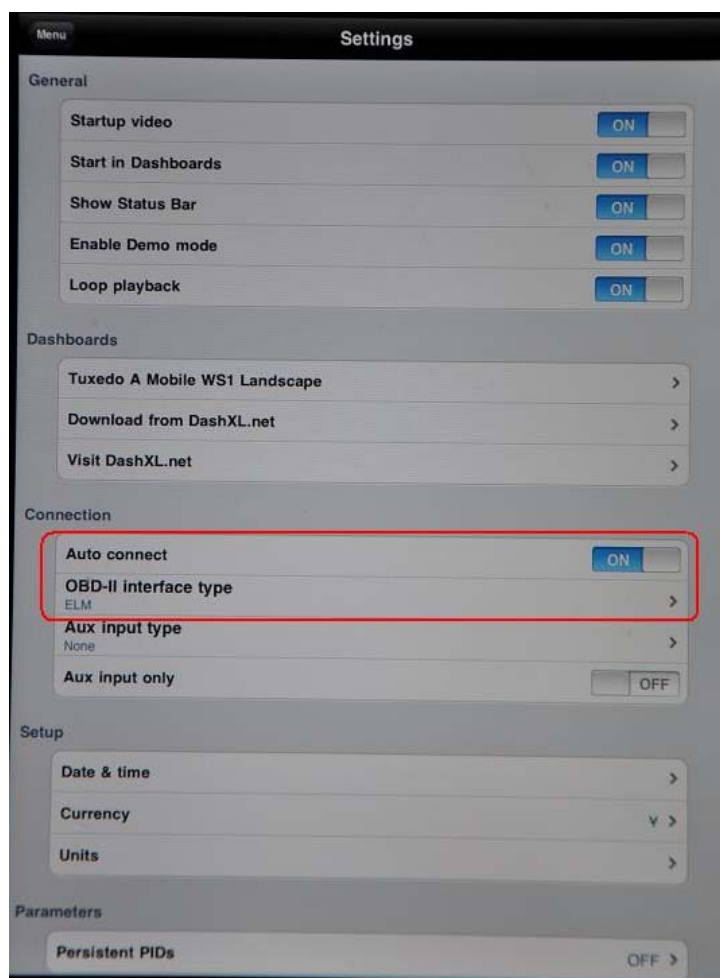 Menu
Settings
General
Startup video ON
Start in Dashboards ON
Show Status Bar ON
Enable Demo mode ON
Loop playback ON
Dashboards
Tuxedo A Mobile WS1 Landscape >
Download from DashXL.net >
Visit DashXL.net >
Connection
Auto connect ON
OBD-II interface type >
ELM
Aux input type >
None
Aux input only OFF
Setup
Date & time >
Currency ¥ >
Units >
Parameters
Persistent PIDs OFF >